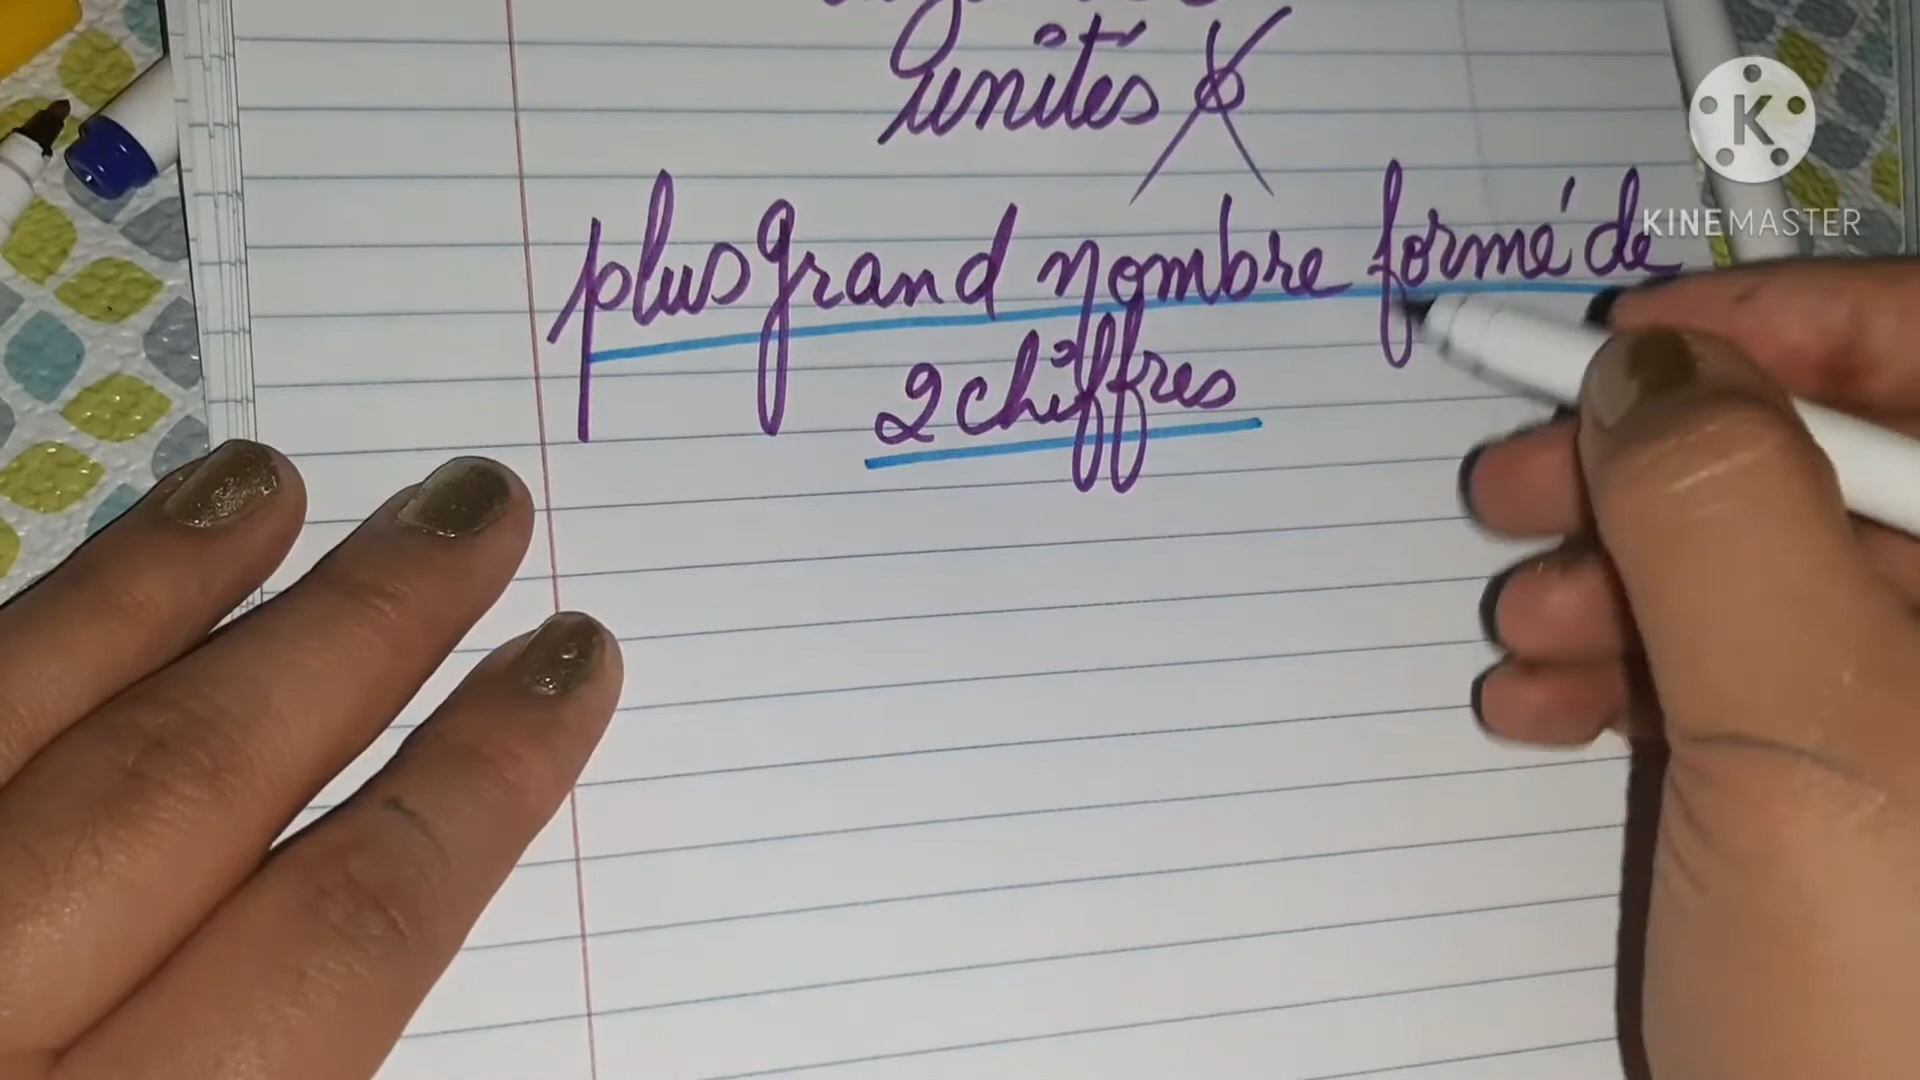 unités
plus grand nombre formé de
2 chiffres
K
KINEMASTER